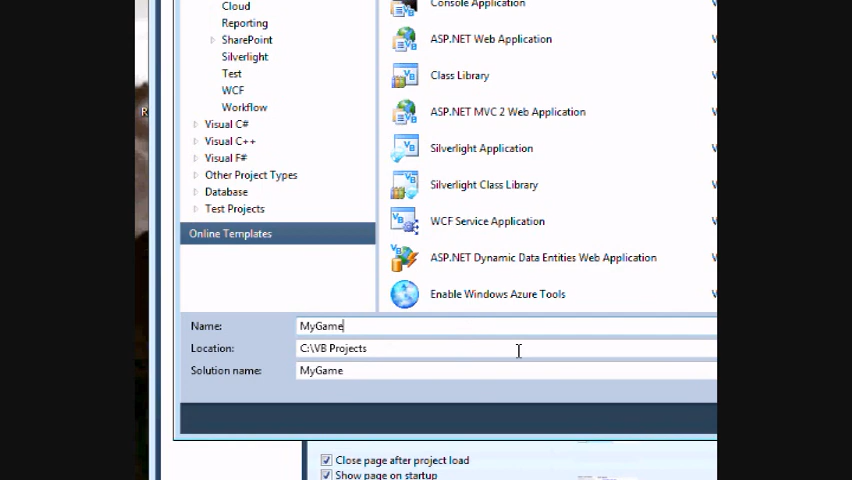 Cloud
Reporting
SharePoint
Silverlight
Test
WCF
Workflow
Visual C#
Visual C++
Visual F#
Other Project Types
Database
Test Projects
Online Templates
Console Application
ASP.NET Web Application
Class Library
ASP.NET MVC 2 Web Application
Silverlight Application
Silverlight Class Library
WCF Service Application
ASP.NET Dynamic Data Entities Web Application
Enable Windows Azure Tools
Name: MyGame
Location: C:\VB Projects
Solution name: MyGame
Close page after project load
Show page on startup